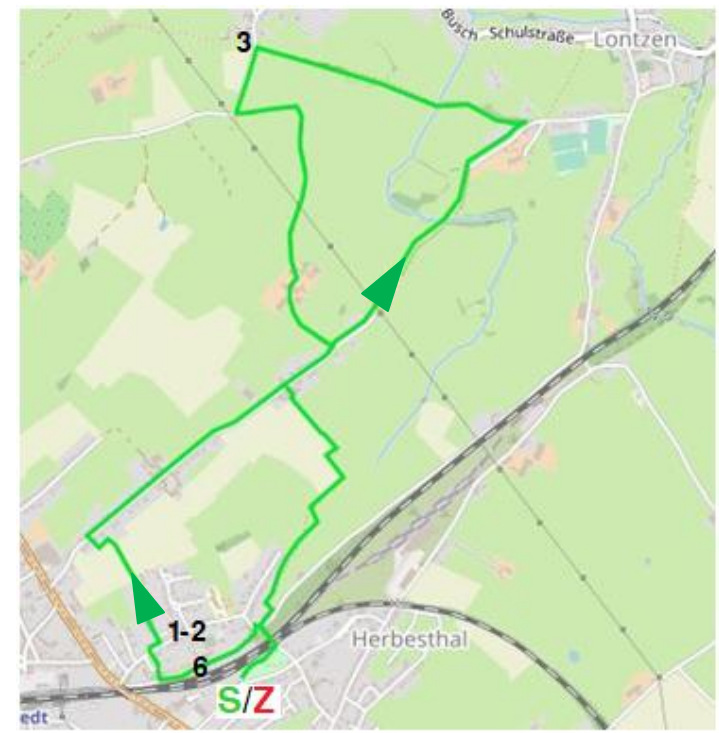 Busch
Schulstraße
Lontzen
3
1-2
6
Herbesthal
S/Z
edt